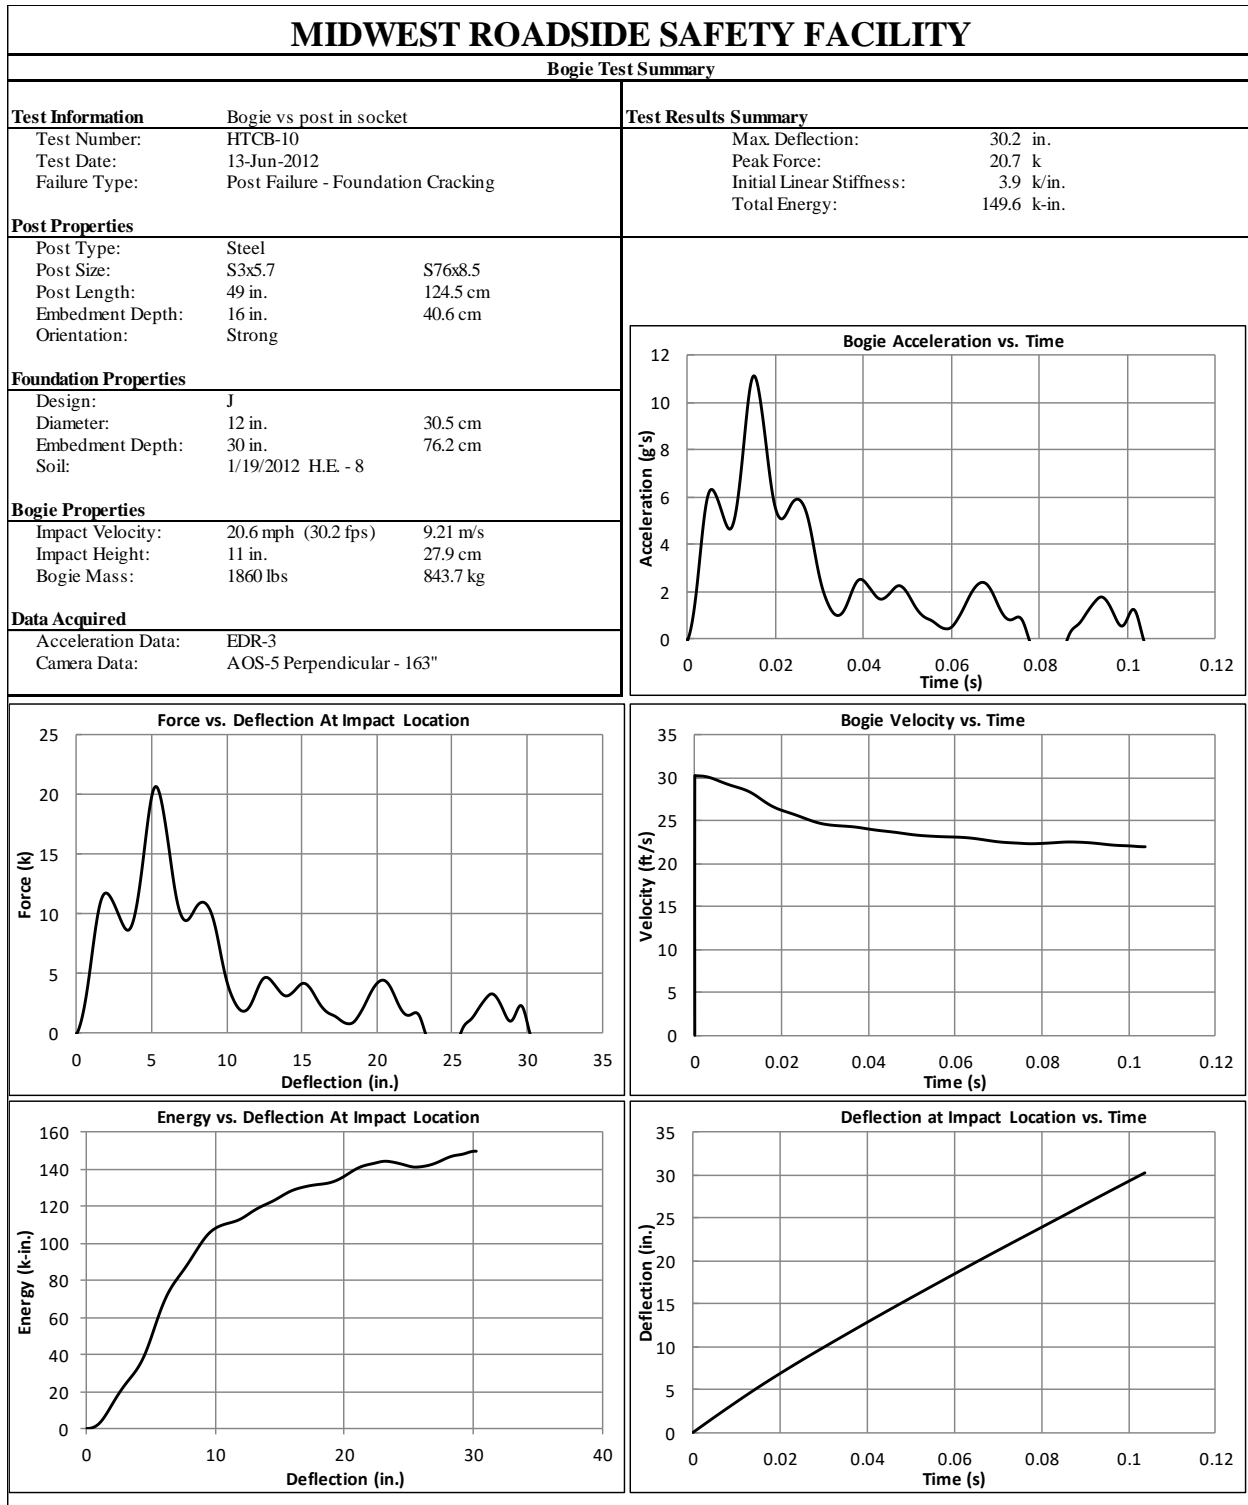 MIDWEST ROADSIDE SAFETY FACILITY
Bogie Test Summary
Test Information Bogie vs post in socket
Test Number: HTCB-10
Test Date: 13-Jun-2012
Failure Type: Post Failure - Foundation Cracking
Post Properties
Post Type: Steel
Post Size: S3x5.7 S76x8.5
Post Length: 49 in. 124.5 cm
Embedment Depth: 16 in. 40.6 cm
Orientation: Strong
Foundation Properties
Design: J
Diameter: 12 in. 30.5 cm
Embedment Depth: 30 in. 76.2 cm
Soil: 1/19/2012 H.E. - 8
Bogie Properties
Impact Velocity: 20.6 mph (30.2 fps) 9.21 m/s
Impact Height: 11 in. 27.9 cm
Bogie Mass: 1860 lbs 843.7 kg
Data Acquired
Acceleration Data: EDR-3
Camera Data: AOS-5 Perpendicular - 163"
Test Results Summary
Max. Deflection: 30.2 in.
Peak Force: 20.7 k
Initial Linear Stiffness: 3.9 k/in.
Total Energy: 149.6 k-in.
Bogie Acceleration vs. Time
Acceleration (g's)
12
10
8
6
4
2
0
0 0.02 0.04 0.06 0.08 0.1 0.12
Time (s)
Force vs. Deflection At Impact Location
Force (k)
25
20
15
10
5
0
0 5 10 15 20 25 30 35
Deflection (in.)
Bogie Velocity vs. Time
Velocity (ft/s)
35
30
25
20
15
10
5
0
0 0.02 0.04 0.06 0.08 0.1 0.12
Time (s)
Energy vs. Deflection At Impact Location
Energy (k-in.)
160
140
120
100
80
60
40
20
0
0 10 20 30 40
Deflection (in.)
Deflection at Impact Location vs. Time
Deflection (in.)
35
30
25
20
15
10
5
0
0 0.02 0.04 0.06 0.08 0.1 0.12
Time (s)